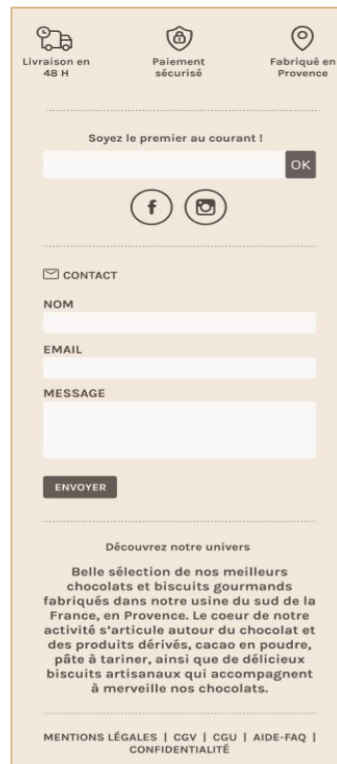 Livraison en
48 H
Paiement
sécurisé
Fabriqué en
Provence
Soyez le premier au courant !
OK
CONTACT
NOM
EMAIL
MESSAGE
ENVOYER
Découvrez notre univers
Belle sélection de nos meilleurs
chocolats et biscuits gourmands
fabriqués dans notre usine du sud de la
France, en Provence. Le coeur de notre
activité s'articule autour du chocolat et
des produits dérivés, cacao en poudre,
pâte à tariner, ainsi que de délicieux
biscuits artisanaux qui accompagnent
à merveille nos chocolats.
MENTIONS LÉGALES | CGV | CGU | AIDE-FAQ |
CONFIDENTIALITÉ